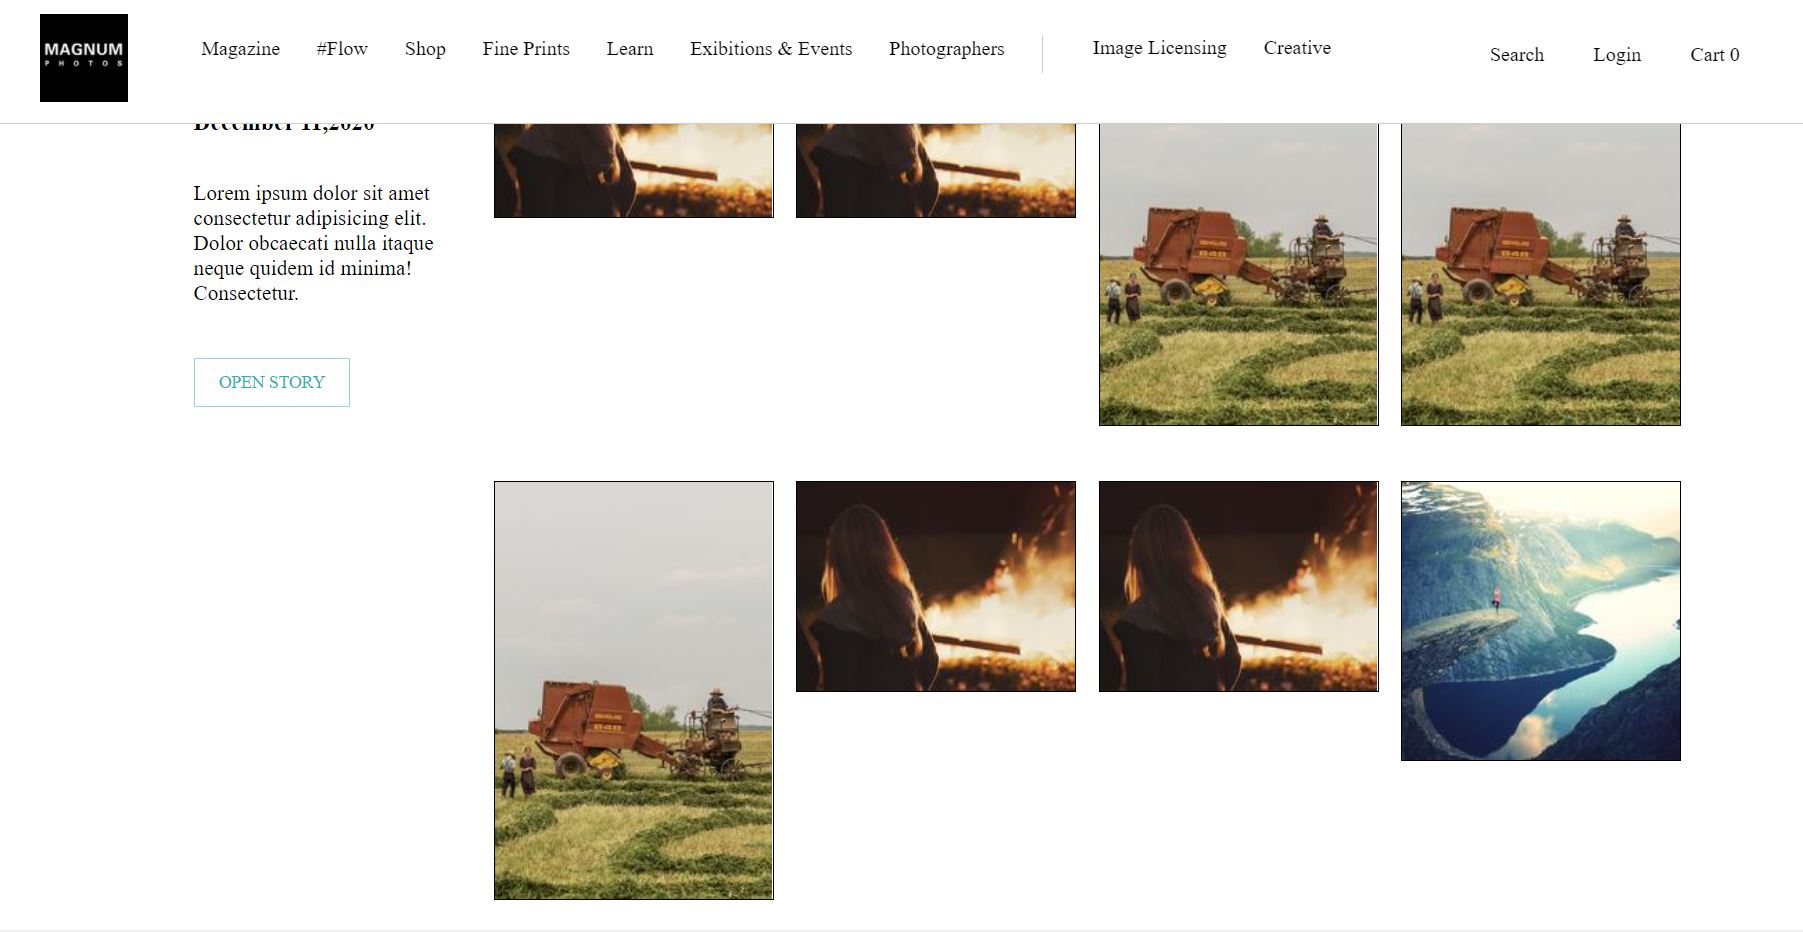 MAGNUM
PHOTOS
Magazine #Flow Shop Fine Prints Learn Exibitions & Events Photographers Image Licensing Creative Search Login Cart 0
December 11,2020
Lorem ipsum dolor sit amet
consectetur adipisicing elit.
Dolor obcaecati nulla itaque
neque quidem id minima!
Consectetur.
OPEN STORY